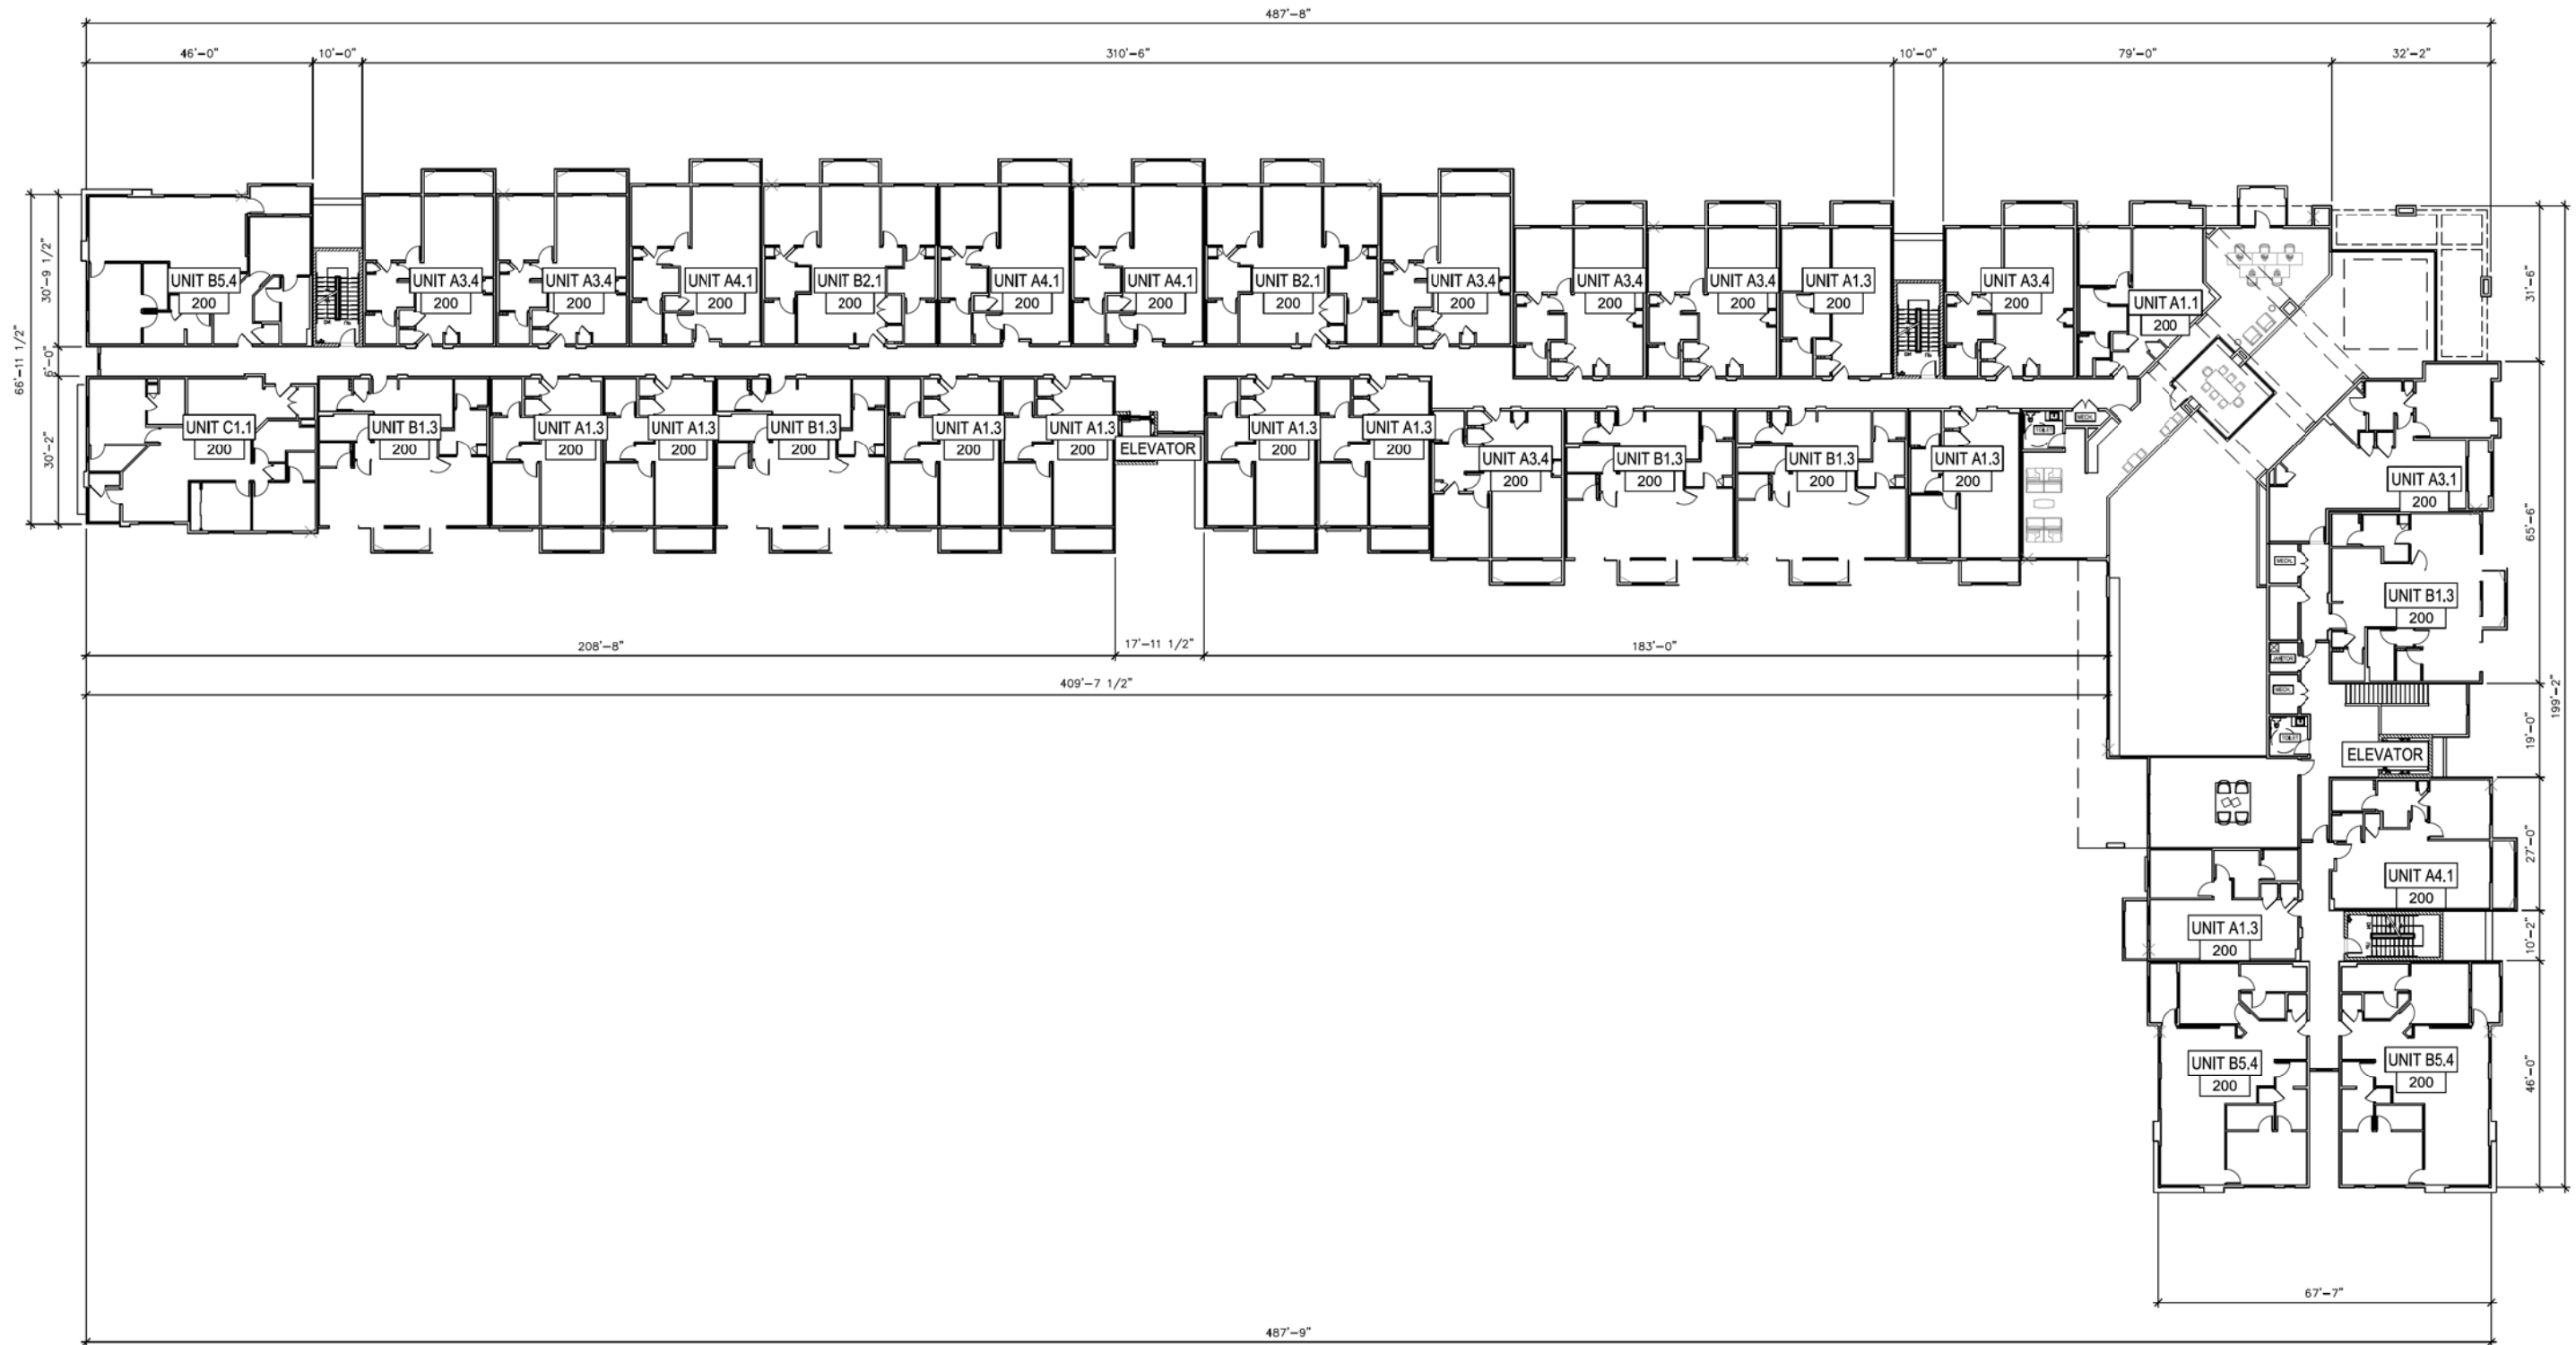 487'-8"
46'-0"
10'-0"
310'-6"
10'-0"
79'-0"
32'-2"
66'-11 1/2"
30'-9 1/2"
6'-0"
30'-2"
UNIT B5.4
200
UNIT A3.4
200
UNIT A3.4
200
UNIT A4.1
200
UNIT B2.1
200
UNIT A4.1
200
UNIT A4.1
200
UNIT B2.1
200
UNIT A3.4
200
UNIT A3.4
200
UNIT A3.4
200
UNIT A1.3
200
UNIT A3.4
200
UNIT A1.1
200
DN
UP
DN
UP
UNIT C1.1
200
UNIT B1.3
200
UNIT A1.3
200
UNIT A1.3
200
UNIT B1.3
200
UNIT A1.3
200
UNIT A1.3
200
ELEVATOR
UNIT A1.3
200
UNIT A1.3
200
UNIT A3.4
200
UNIT B1.3
200
UNIT B1.3
200
UNIT A1.3
200
TOILET
MECH.
UNIT A3.1
200
MECH.
UNIT B1.3
200
JANITOR
MECH.
TOILET
ELEVATOR
UNIT A4.1
200
UNIT A1.3
200
UNIT B5.4
200
UNIT B5.4
200
31'-6"
65'-6"
19'-0"
27'-0"
10'-2"
46'-0"
199'-2"
208'-8"
17'-11 1/2"
183'-0"
409'-7 1/2"
67'-7"
487'-9"